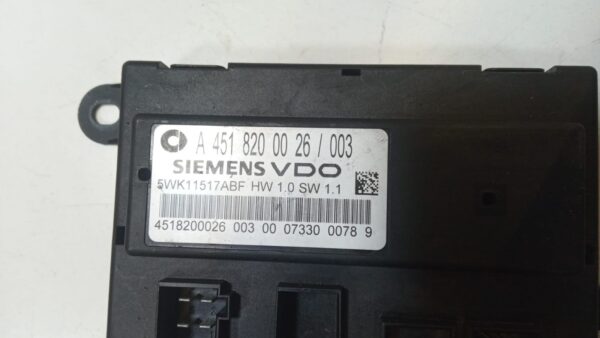 A 451 820 00 26 / 003
SIEMENS VDO
5WK11517ABF HW 1.0 SW 1.1
4518200026 003 00 07330 0078 9